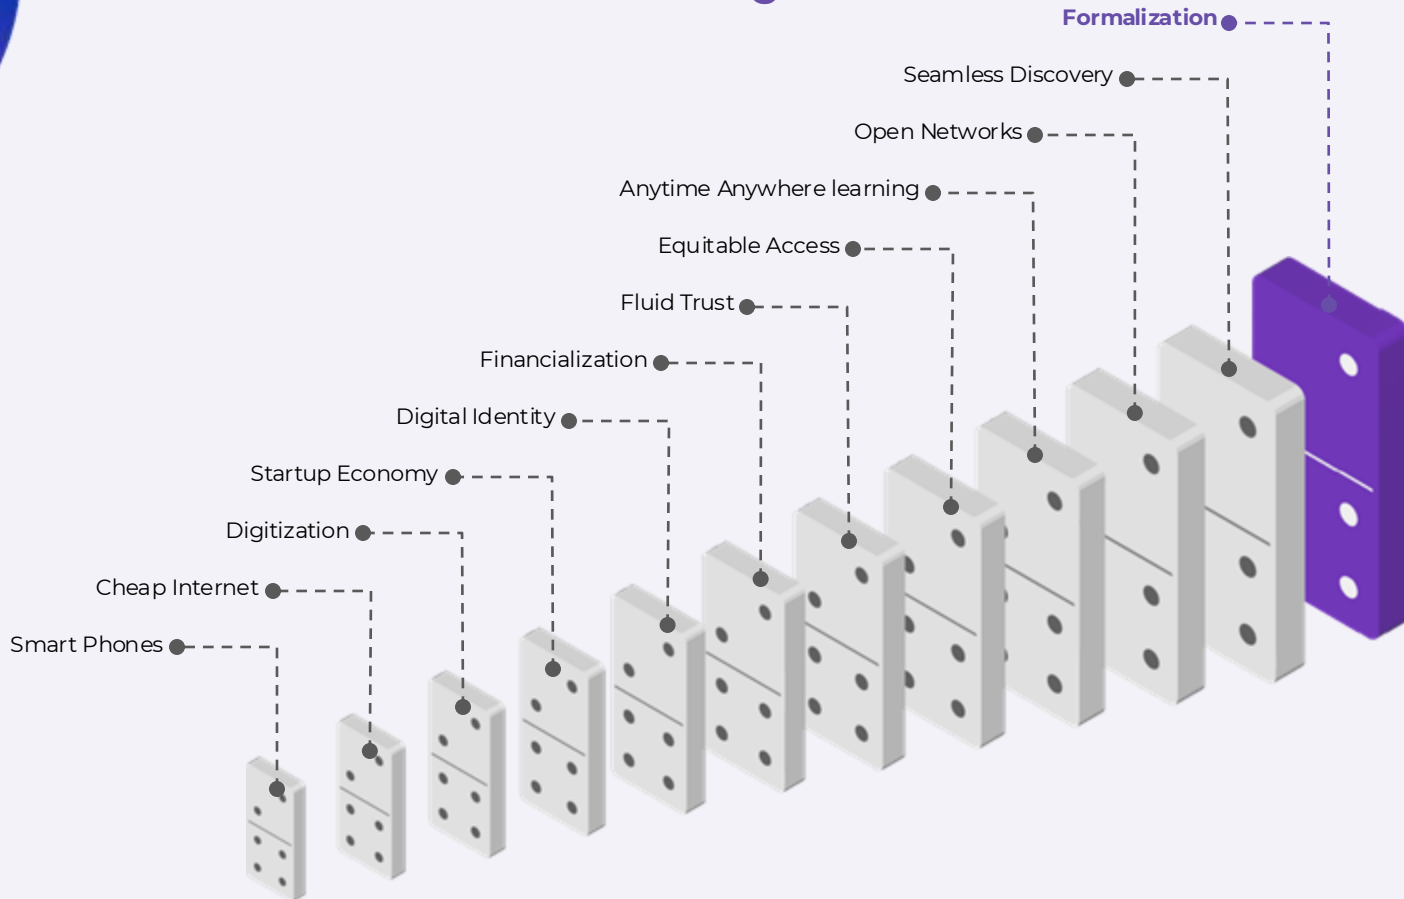 Formalization
Seamless Discovery
Open Networks
Anytime Anywhere learning
Equitable Access
Fluid Trust
Financialization
Digital Identity
Startup Economy
Digitization
Cheap Internet
Smart Phones